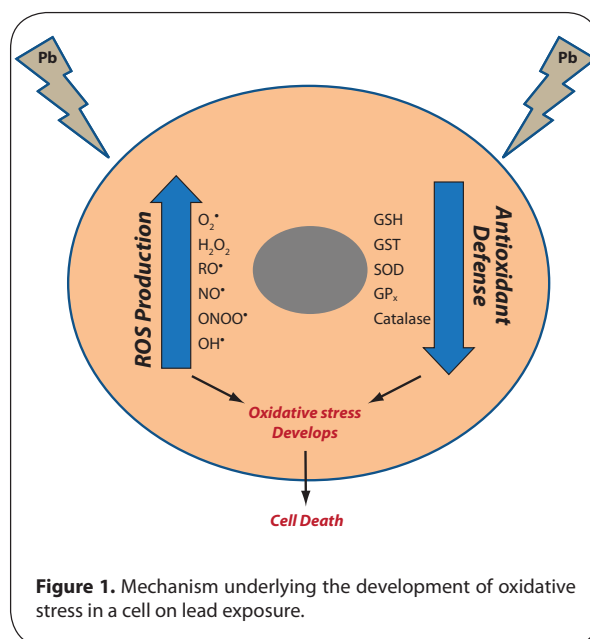 Pb
Pb
ROS Production
O₂•
H₂O₂
RO•
NO•
ONOO•
OH•
GSH
GST
SOD
GPₓ
Catalase
Antioxidant
Defense
Oxidative stress
Develops
Cell Death
Figure 1. Mechanism underlying the development of oxidative
stress in a cell on lead exposure.